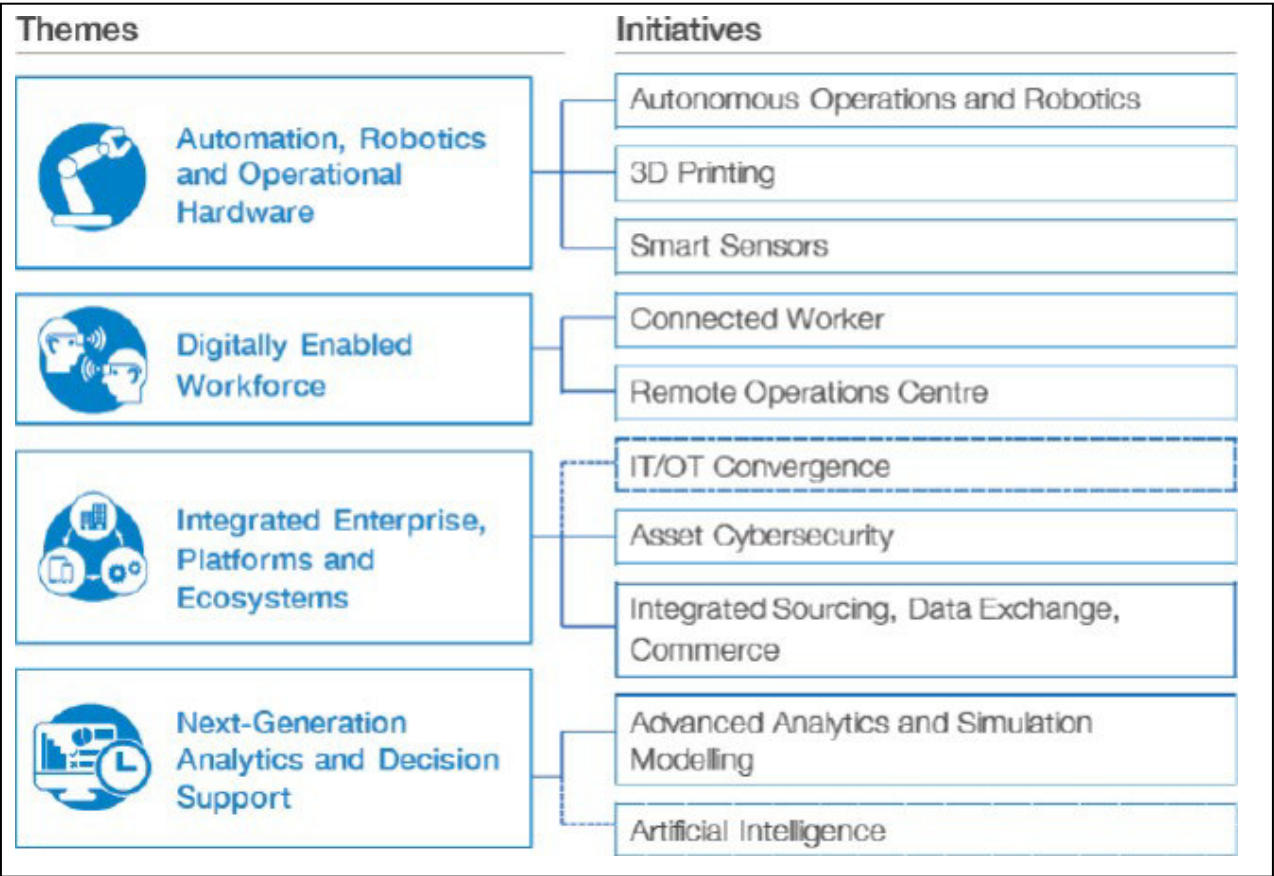 Themes
Initiatives
Automation, Robotics
and Operational
Hardware
Autonomous Operations and Robotics
3D Printing
Smart Sensors
Digitally Enabled
Workforce
Connected Worker
Remote Operations Centre
Integrated Enterprise,
Platforms and
Ecosystems
IT/OT Convergence
Asset Cybersecurity
Integrated Sourcing, Data Exchange,
Commerce
Next-Generation
Analytics and Decision
Support
Advanced Analytics and Simulation
Modelling
Artificial Intelligence